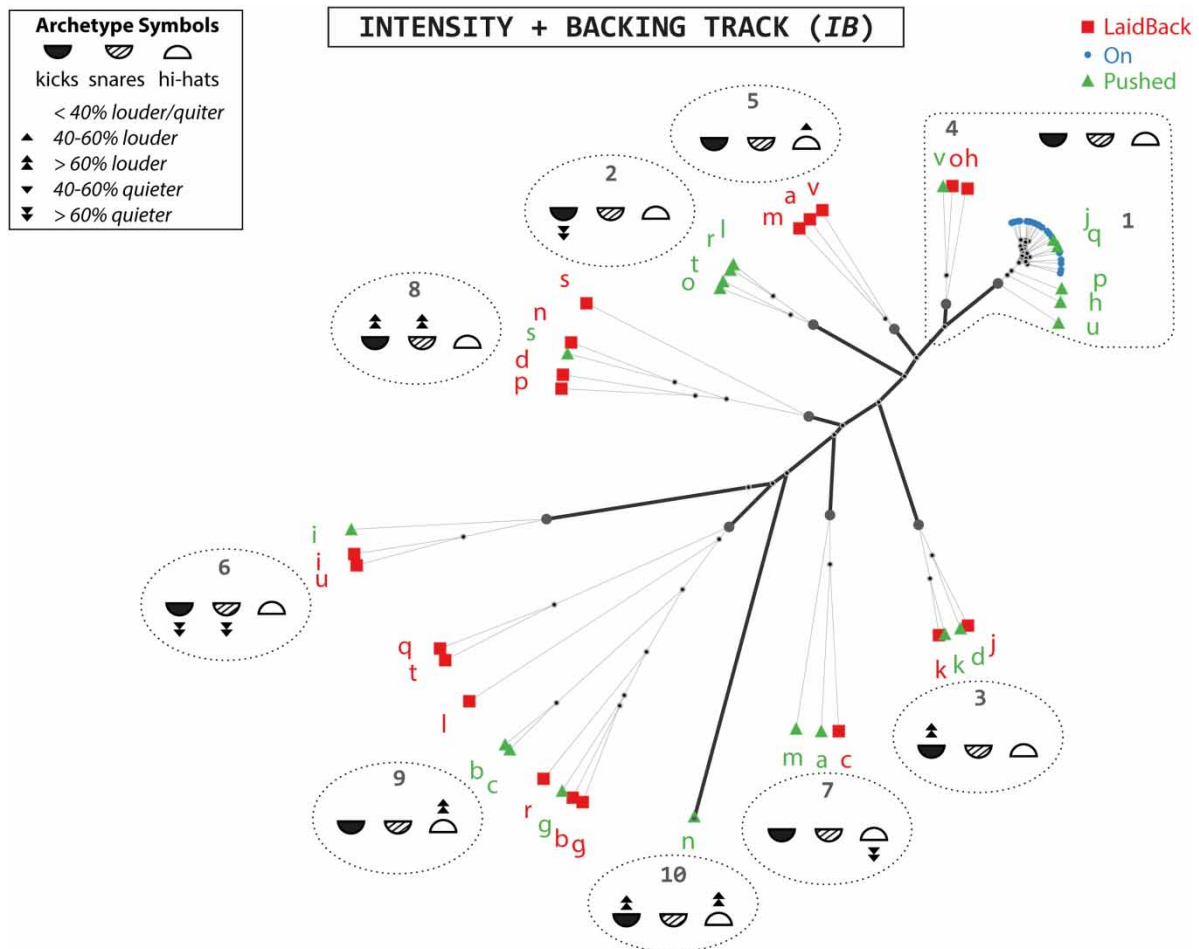 INTENSITY + BACKING TRACK (IB)
Archetype Symbols
kicks snares hi-hats
< 40% louder/quiter
40-60% louder
> 60% louder
40-60% quieter
> 60% quieter
LaidBack
On
Pushed
5
4
v o h
2
a v
m
j
q
1
r l
t
o
p
h
u
s
8
n
s
d
p
i
i
u
6
q
t
l
k k d j
3
b c
m a c
r g b g
7
9
n
10